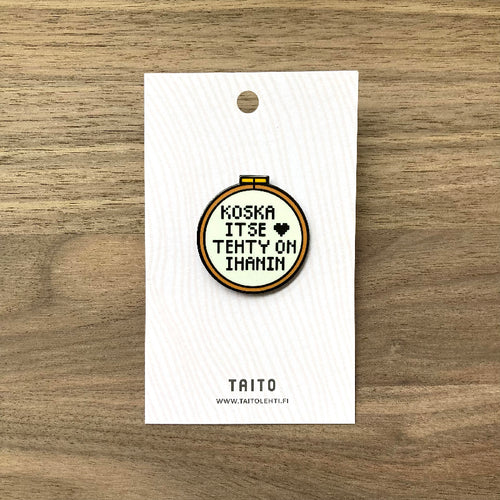 KOSKA
ITSE ♥
TEHTY ON
IHANIN
TAITO
WWW.TAITOLEHTI.FI